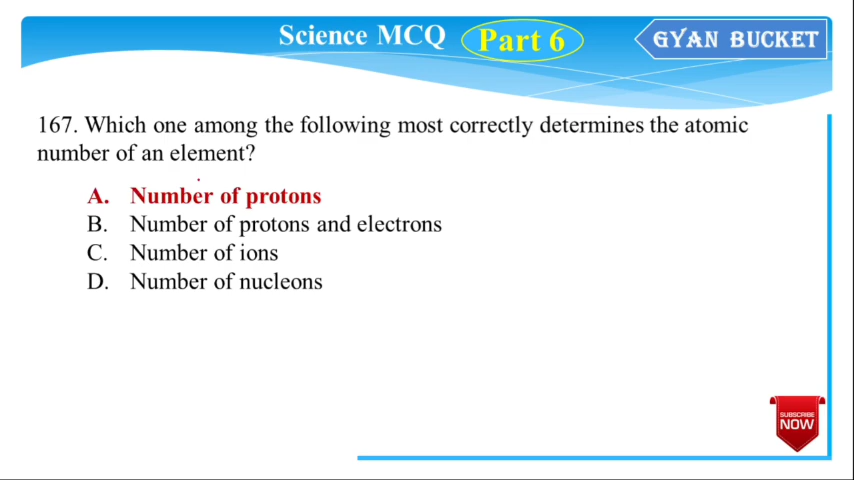 Science MCQ Part 6
GYAN BUCKET
167. Which one among the following most correctly determines the atomic
number of an element?
A. Number of protons
B. Number of protons and electrons
C. Number of ions
D. Number of nucleons
SUBSCRIBE
NOW